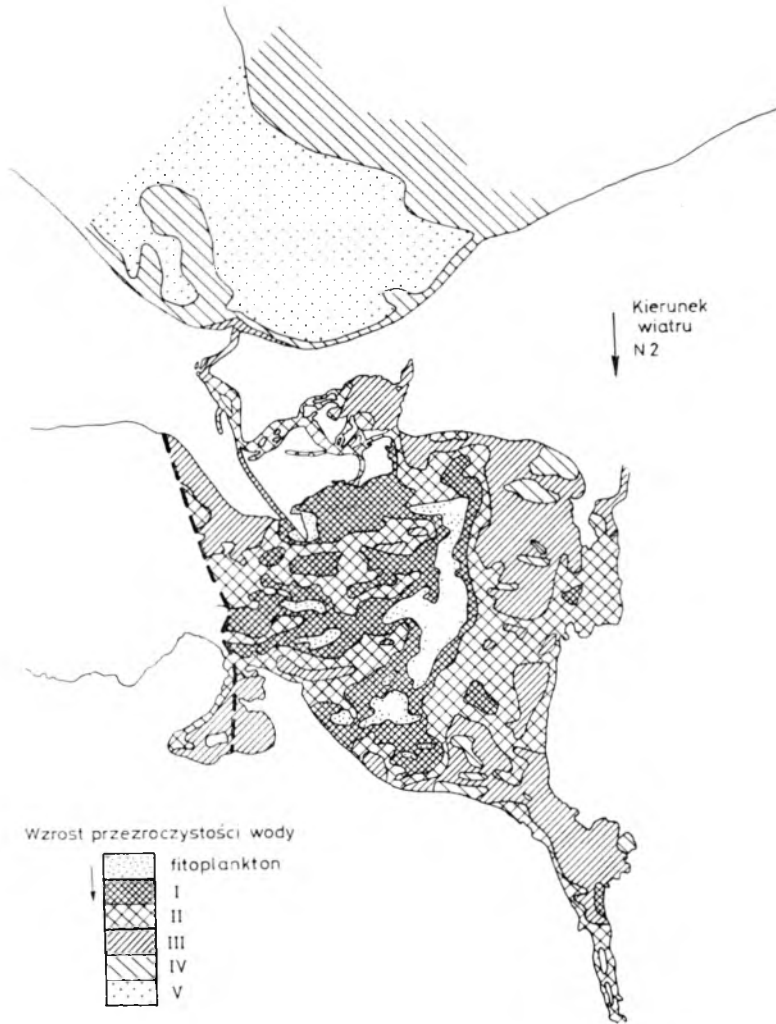 Kierunek
wiatru
N 2
Wzrost przezroczystości wody
fitoplankton
I
II
III
IV
V